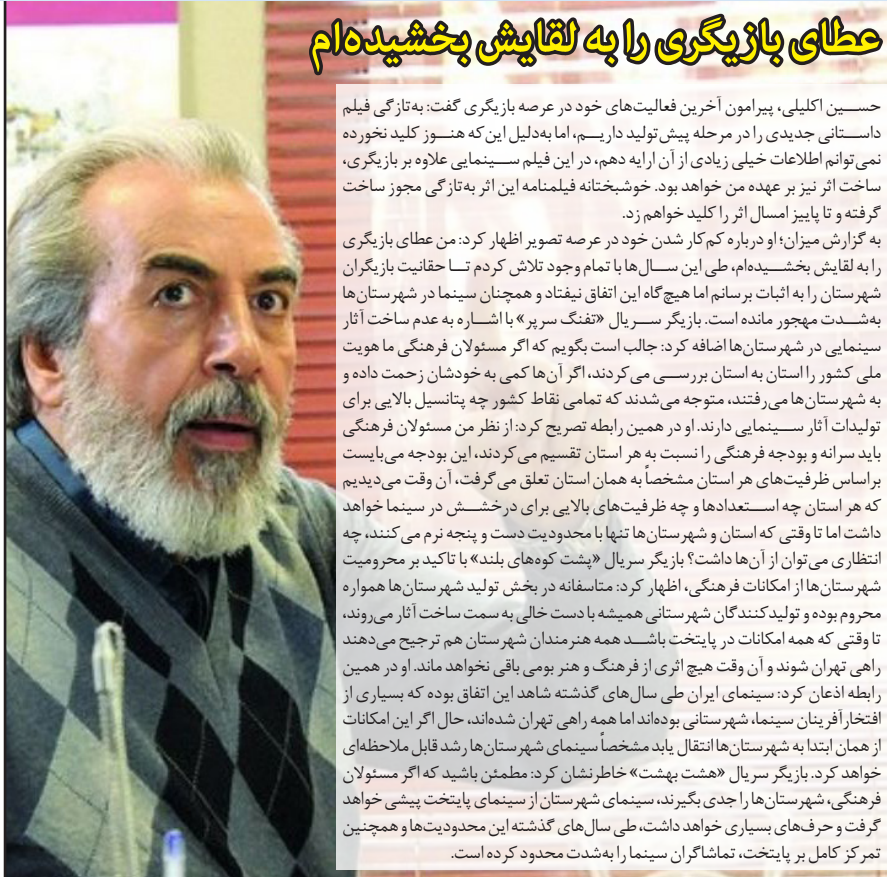 عطای بازیگری را به لقایش بخشیده‌ام
حسین اکلیلی، پیرامون آخرین فعالیت‌های خود در عرصه بازیگری گفت: به‌تازگی فیلم
داستانی جدیدی را در مرحله پیش‌تولید داریم، اما به‌دلیل این‌که هنوز کلید نخورده
نمی‌توانم اطلاعات خیلی زیادی از آن ارایه دهم، در این فیلم سینمایی علاوه بر بازیگری،
ساخت اثر نیز بر عهده من خواهد بود. خوشبختانه فیلمنامه این اثر به‌تازگی مجوز ساخت
گرفته و تا پاییز امسال اثر را کلید خواهم زد.
به گزارش میزان؛ او درباره کم‌کار شدن خود در عرصه تصویر اظهار کرد: من عطای بازیگری
را به لقایش بخشیده‌ام، طی این سال‌ها با تمام وجود تلاش کردم تا حقانیت بازیگران
شهرستان را به اثبات برسانم اما هیچ‌گاه این اتفاق نیفتاد و همچنان سینما در شهرستان‌ها
به‌شدت مهجور مانده است. بازیگر سریال «تفنگ سرپر» با اشاره به عدم ساخت آثار
سینمایی در شهرستان‌ها اضافه کرد: جالب است بگویم که اگر مسئولان فرهنگی ما هویت
ملی کشور را استان به استان بررسی می‌کردند، اگر آن‌ها کمی به خودشان زحمت داده و
به شهرستان‌ها می‌رفتند، متوجه می‌شدند که تمامی نقاط کشور چه پتانسیل بالایی برای
تولیدات آثار سینمایی دارند. او در همین رابطه تصریح کرد: از نظر من مسئولان فرهنگی
باید سرانه و بودجه فرهنگی را نسبت به هر استان تقسیم می‌کردند، این بودجه می‌بایست
براساس ظرفیت‌های هر استان مشخصاً به همان استان تعلق می‌گرفت، آن وقت می‌دیدیم
که هر استان چه استعدادها و چه ظرفیت‌های بالایی برای درخشش در سینما خواهد
داشت اما تا وقتی که استان و شهرستان‌ها تنها با محدودیت دست و پنجه نرم می‌کنند، چه
انتظاری می‌توان از آن‌ها داشت؟ بازیگر سریال «پشت کوه‌های بلند» با تاکید بر محرومیت
شهرستان‌ها از امکانات فرهنگی، اظهار کرد: متاسفانه در بخش تولید شهرستان‌ها همواره
محروم بوده و تولیدکنندگان شهرستانی همیشه با دست خالی به سمت ساخت آثار می‌روند،
تا وقتی که همه امکانات در پایتخت باشد همه هنرمندان شهرستان هم ترجیح می‌دهند
راهی تهران شوند و آن وقت هیچ اثری از فرهنگ و هنر بومی باقی نخواهد ماند. او در همین
رابطه اذعان کرد: سینمای ایران طی سال‌های گذشته شاهد این اتفاق بوده که بسیاری از
افتخارآفرینان سینما، شهرستانی بوده‌اند اما همه راهی تهران شده‌اند، حال اگر این امکانات
از همان ابتدا به شهرستان‌ها انتقال یابد مشخصاً سینمای شهرستان‌ها رشد قابل ملاحظه‌ای
خواهد کرد. بازیگر سریال «هشت بهشت» خاطرنشان کرد: مطمئن باشید که اگر مسئولان
فرهنگی، شهرستان‌ها را جدی بگیرند، سینمای شهرستان از سینمای پایتخت پیشی خواهد
گرفت و حرف‌های بسیاری خواهد داشت، طی سال‌های گذشته این محدودیت‌ها و همچنین
تمرکز کامل بر پایتخت، تماشاگران سینما را به‌شدت محدود کرده است.